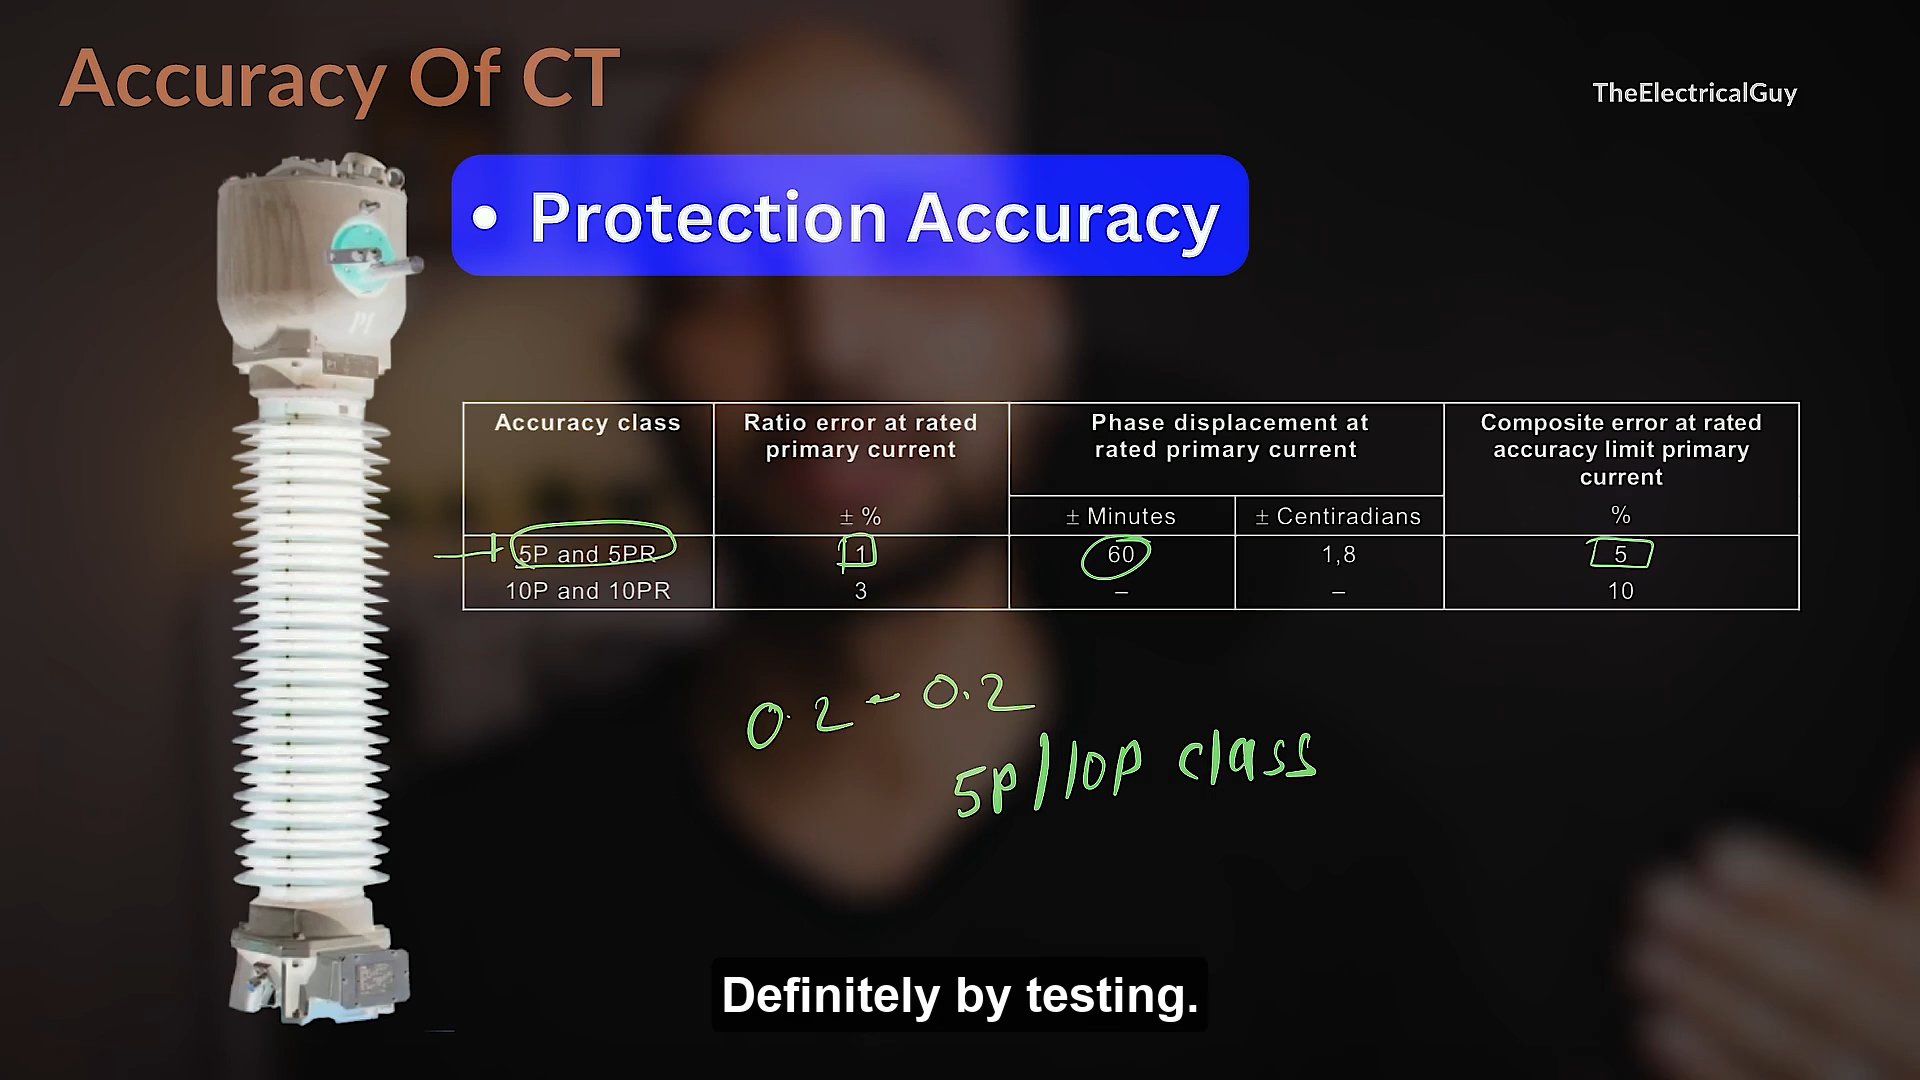 Accuracy Of CT
TheElectricalGuy
• Protection Accuracy
Accuracy class
Ratio error at rated
primary current
± %
Phase displacement at
rated primary current
± Minutes
± Centiradians
Composite error at rated
accuracy limit primary
current
%
5P and 5PR
1
60
1,8
5
10P and 10PR
3
–
–
10
0.2 - 0.2
5P/10P class
Definitely by testing.